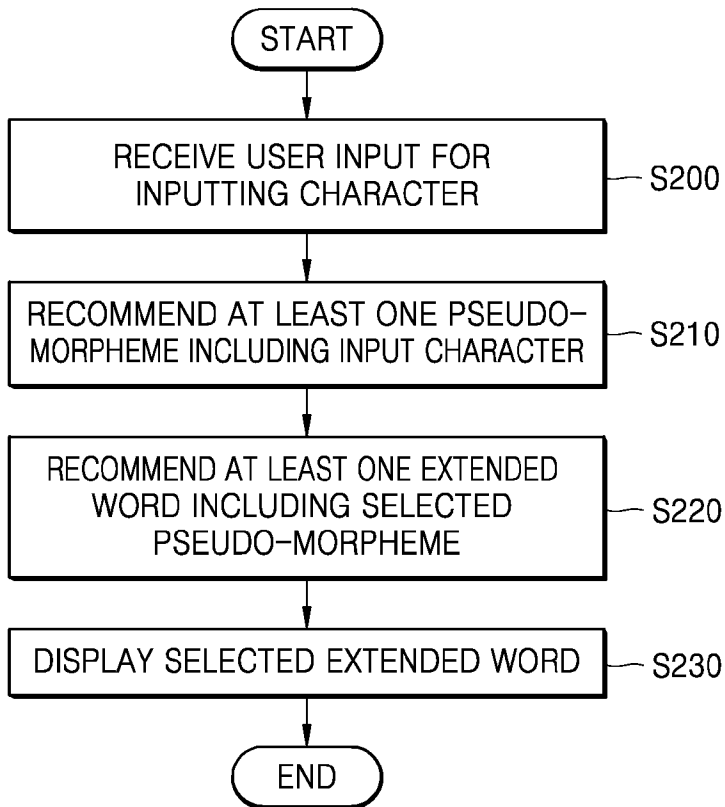 START
RECEIVE USER INPUT FOR
INPUTTING CHARACTER
S200
RECOMMEND AT LEAST ONE PSEUDO-
MORPHEME INCLUDING INPUT CHARACTER
S210
RECOMMEND AT LEAST ONE EXTENDED
WORD INCLUDING SELECTED
PSEUDO-MORPHEME
S220
DISPLAY SELECTED EXTENDED WORD
S230
END